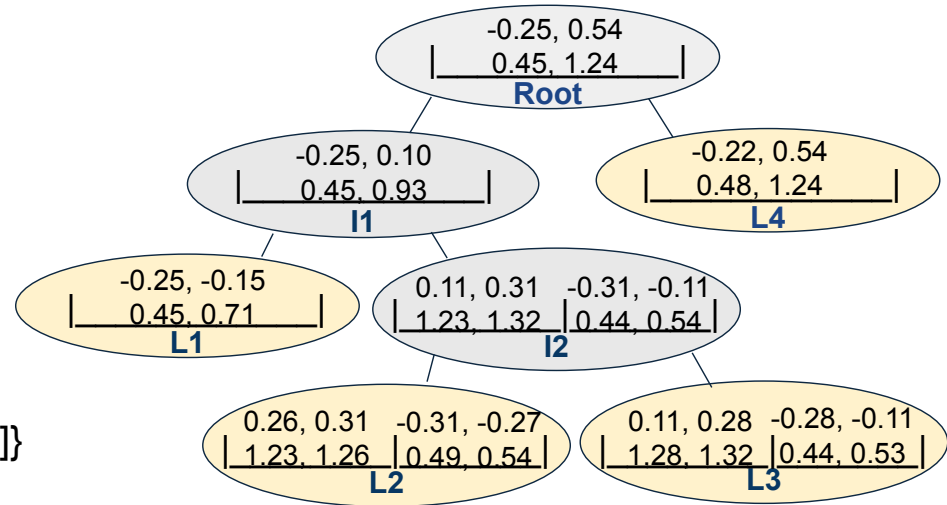 -0.25, 0.54
0.45, 1.24
Root
-0.25, 0.10
0.45, 0.93
I1
-0.22, 0.54
0.48, 1.24
L4
-0.25, -0.15
0.45, 0.71
L1
0.11, 0.31 -0.31, -0.11
1.23, 1.32 0.44, 0.54
I2
]}
0.26, 0.31 -0.31, -0.27
1.23, 1.26 0.49, 0.54
L2
0.11, 0.28 -0.28, -0.11
1.28, 1.32 0.44, 0.53
L3